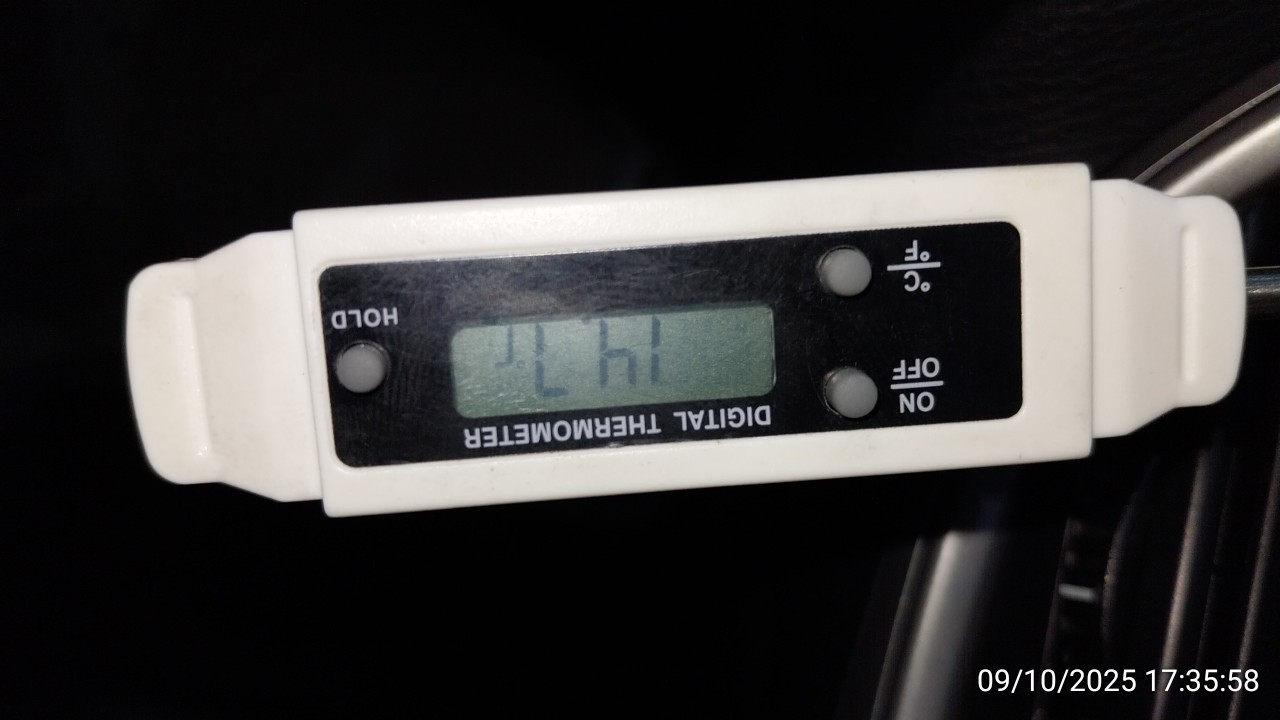 DIGITAL THERMOMETER
14.7°C
ON
OFF
°C
°F
HOLD
09/10/2025 17:35:58